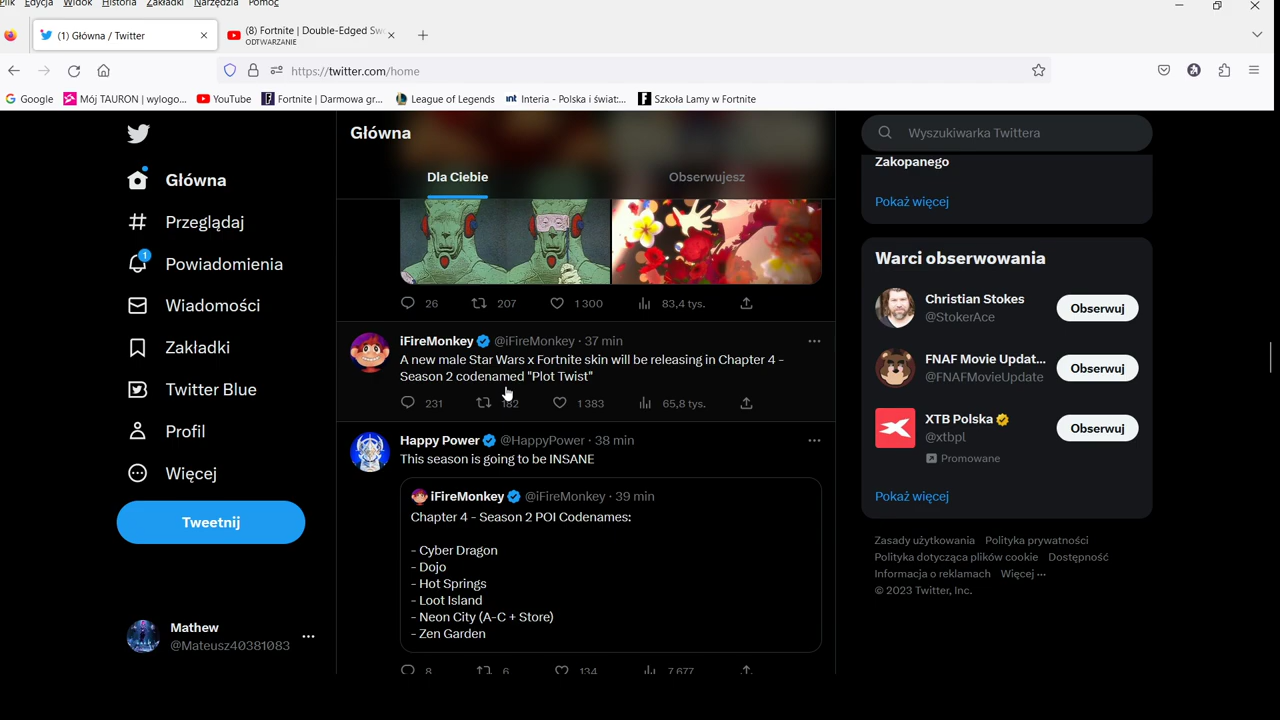 Plik Edycja Widok Historia Zakładki Narzędzia Pomoc
(1) Główna / Twitter
(8) Fortnite | Double-Edged Sw
ODTWARZANIE
https://twitter.com/home
Google Mój TAURON (wylogo... YouTube Fortnite | Darmowa gr... League of Legends int Interia - Polska i świat:... Szkoła Lamy w Fortnite
Główna
Przeglądaj
1
Powiadomienia
Wiadomości
Zakładki
Twitter Blue
Profil
Więcej
Tweetnij
Mathew
@Mateusz40381083
Główna
Dla Ciebie Obserwujesz
26 207 1 300 83,4 tys.
iFireMonkey @iFireMonkey · 37 min
A new male Star Wars x Fortnite skin will be releasing in Chapter 4 -
Season 2 codenamed "Plot Twist"
231 182 1 383 65,8 tys.
Happy Power @HappyPower · 38 min
This season is going to be INSANE
iFireMonkey @iFireMonkey · 39 min
Chapter 4 - Season 2 POI Codenames:
- Cyber Dragon
- Dojo
- Hot Springs
- Loot Island
- Neon City (A-C + Store)
- Zen Garden
8 6 134 7 677
Wyszukiwarka Twittera
Zakopanego
Pokaż więcej
Warci obserwowania
Christian Stokes
@StokerAce
Obserwuj
FNAF Movie Updat...
@FNAFMovieUpdate
Obserwuj
XTB Polska
@xtbpl
Obserwuj
Promowane
Pokaż więcej
Zasady użytkowania Polityka prywatności
Polityka dotycząca plików cookie Dostępność
Informacja o reklamach Więcej ···
© 2023 Twitter, Inc.